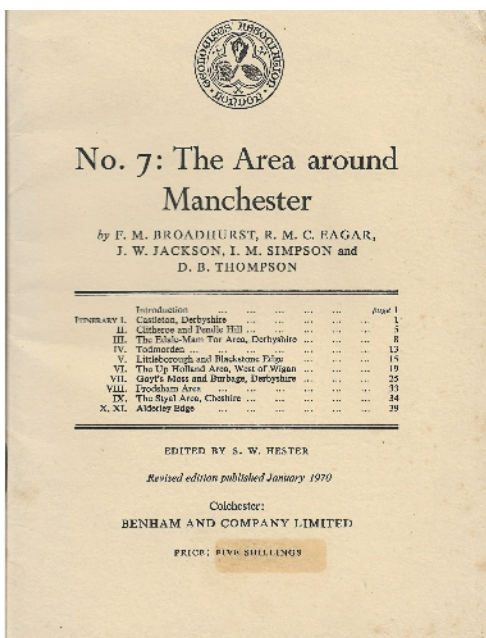 GEOLOGISTS' ASSOCIATION
· LONDON ·
No. 7: The Area around
Manchester
by F. M. BROADHURST, R. M. C. EAGAR,
J. W. JACKSON, I. M. SIMPSON and
D. B. THOMPSON
Introduction ... ... ... ... ... page 1
ITINERARY I. Castleton, Derbyshire ... ... ... ... 1
II. Clitheroe and Pendle Hill ... ... ... ... 5
III. The Edale-Mam Tor Area, Derbyshire ... ... ... 8
IV. Todmorden ... ... ... ... ... ... 13
V. Littleborough and Blackstone Edge ... ... ... 15
VI. The Up Holland Area, West of Wigan ... ... ... 19
VII. Goyt's Moss and Burbage, Derbyshire ... ... ... 25
VIII. Frodsham Area ... ... ... ... ... 33
IX. The Styal Area, Cheshire ... ... ... ... 34
X, XI. Alderley Edge ... ... ... ... ... 39
EDITED BY S. W. HESTER
Revised edition published January 1970
Colchester:
BENHAM AND COMPANY LIMITED
PRICE: FIVE SHILLINGS